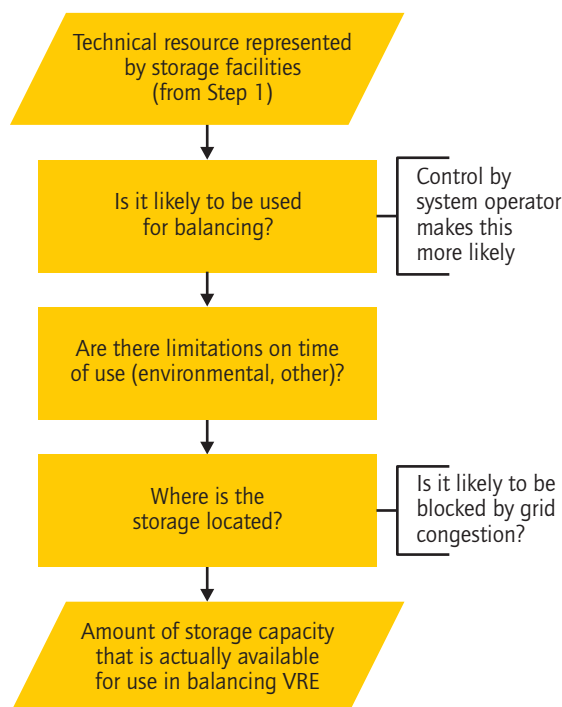 Technical resource represented
by storage facilities
(from Step 1)
Is it likely to be used
for balancing?
Control by
system operator
makes this
more likely
Are there limitations on time
of use (environmental, other)?
Where is the
storage located?
Is it likely to be
blocked by grid
congestion?
Amount of storage capacity
that is actually available
for use in balancing VRE